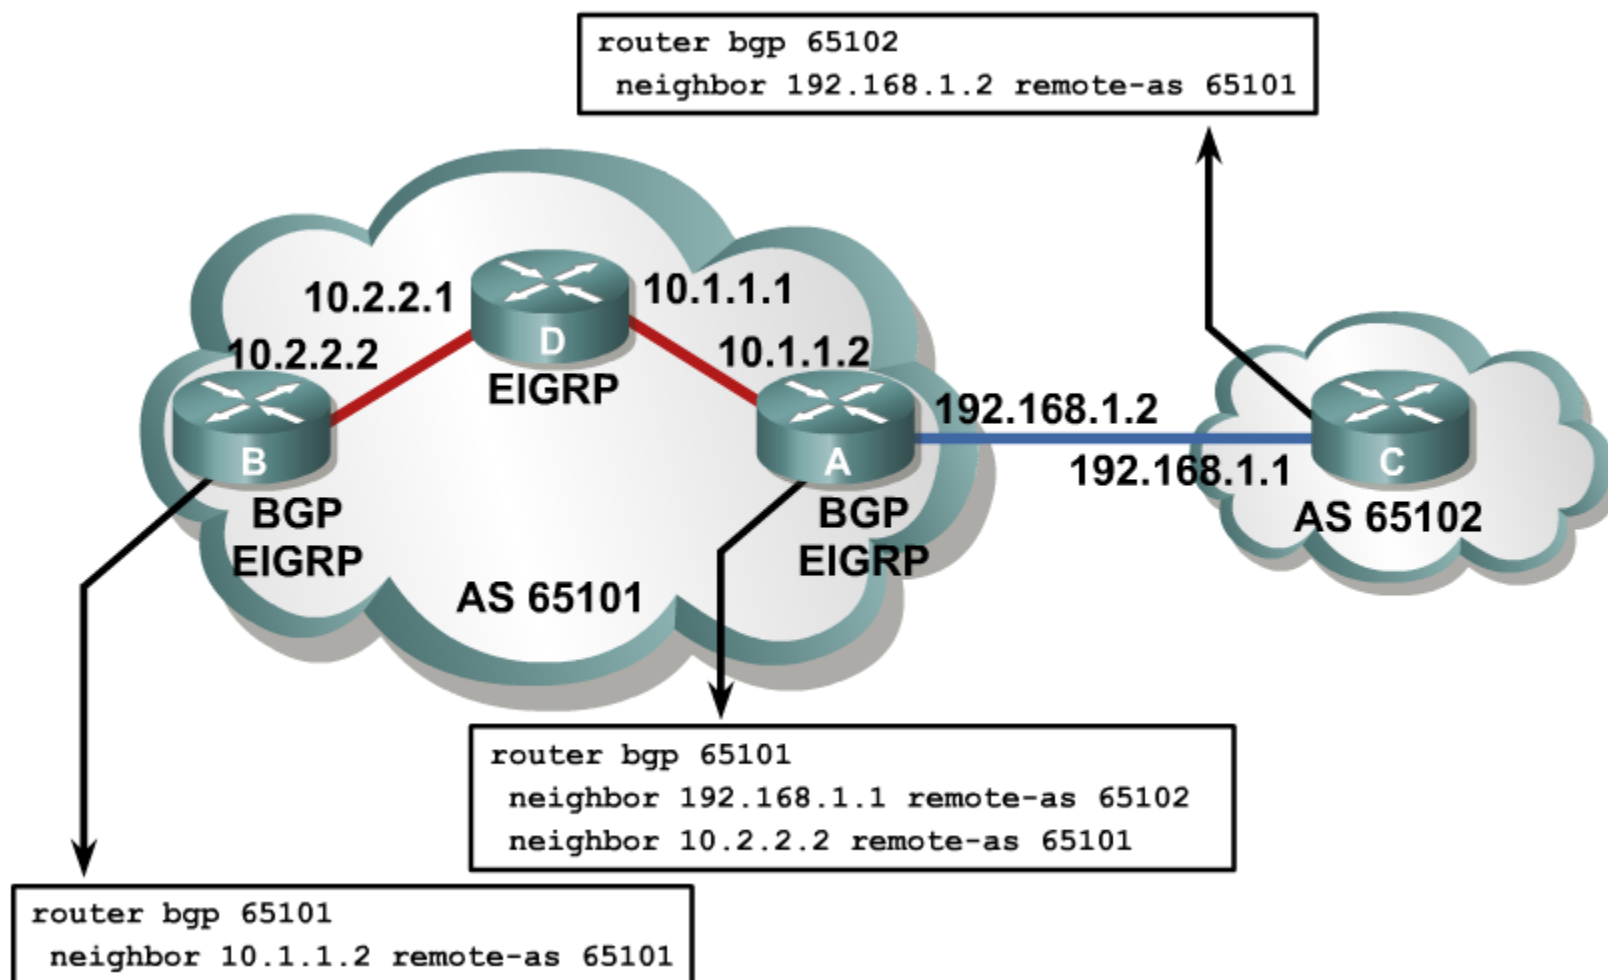 router bgp 65102
neighbor 192.168.1.2 remote-as 65101
10.2.2.1
10.1.1.1
10.2.2.2
D
10.1.1.2
EIGRP
192.168.1.2
B
A
192.168.1.1
C
BGP
EIGRP
BGP
EIGRP
AS 65102
AS 65101
router bgp 65101
neighbor 192.168.1.1 remote-as 65102
neighbor 10.2.2.2 remote-as 65101
router bgp 65101
neighbor 10.1.1.2 remote-as 65101